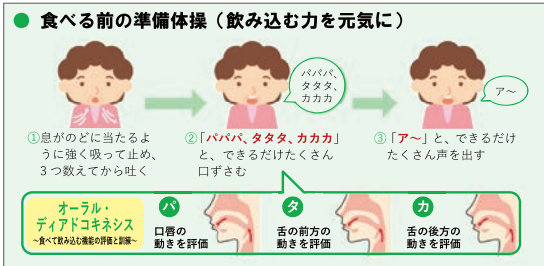 ● 食べる前の準備体操（飲み込む力を元気に）
パパパ、
タタタ、
カカカ
ア～
①息がのどに当たるよ
うに強く吸って止め、
３つ数えてから吐く
②「パパパ、タタタ、カカカ」
と、できるだけたくさん
口ずさむ
③「ア～」と、できるだけ
たくさん声を出す
オーラル・
ディアドコキネシス
～食べて飲み込む機能の評価と訓練～
パ
口唇の
動きを評価
タ
舌の前方の
動きを評価
カ
舌の後方の
動きを評価